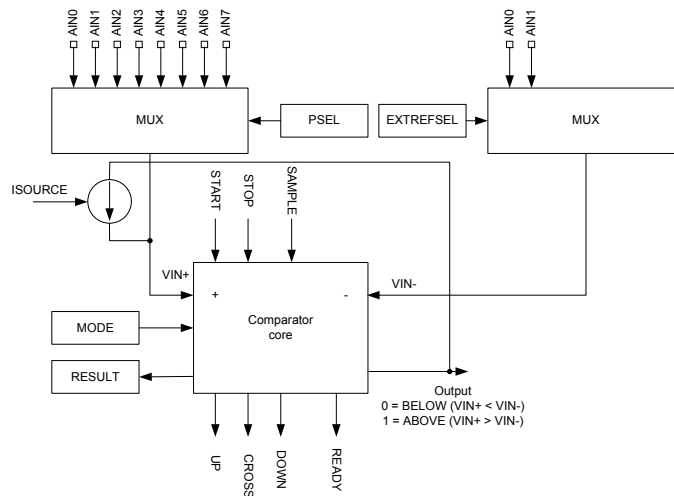 AIN0
AIN1
AIN2
AIN3
AIN4
AIN5
AIN6
AIN7
AIN0
AIN1
MUX
PSEL
EXTREFSEL
MUX
ISOURCE
START
STOP
SAMPLE
VIN+
VIN-
+
-
MODE
Comparator
core
RESULT
Output
0 = BELOW (VIN+ < VIN-)
1 = ABOVE (VIN+ > VIN-)
UP
CROSS
DOWN
READY